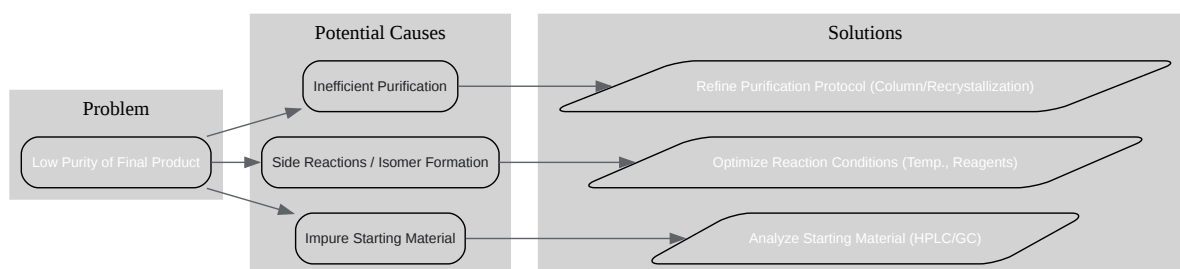 Potential Causes
Solutions
Inefficient Purification
Refine Purification Protocol (Column/Recrystallization)
Problem
Low Purity of Final Product
Side Reactions / Isomer Formation
Optimize Reaction Conditions (Temp., Reagents)
Impure Starting Material
Analyze Starting Material (HPLC/GC)